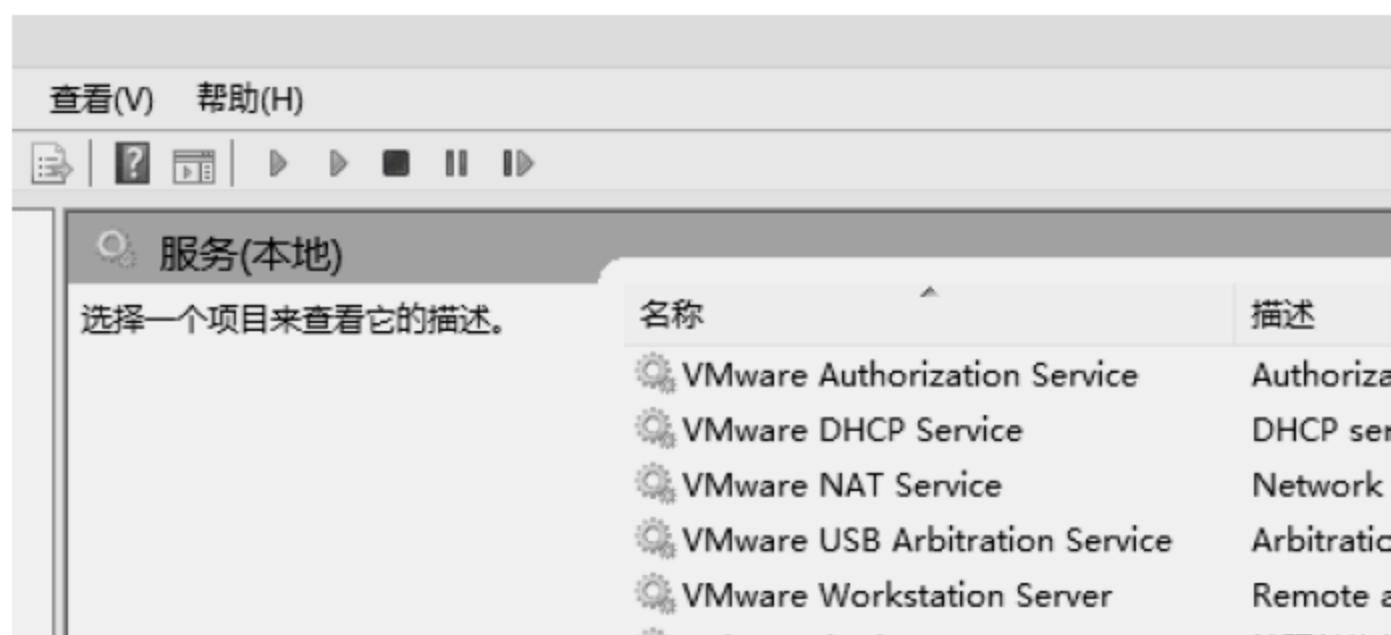 查看(V) 帮助(H)
服务(本地)
选择一个项目来查看它的描述。
名称 描述
VMware Authorization Service Authoriza
VMware DHCP Service DHCP ser
VMware NAT Service Network
VMware USB Arbitration Service Arbitratic
VMware Workstation Server Remote a